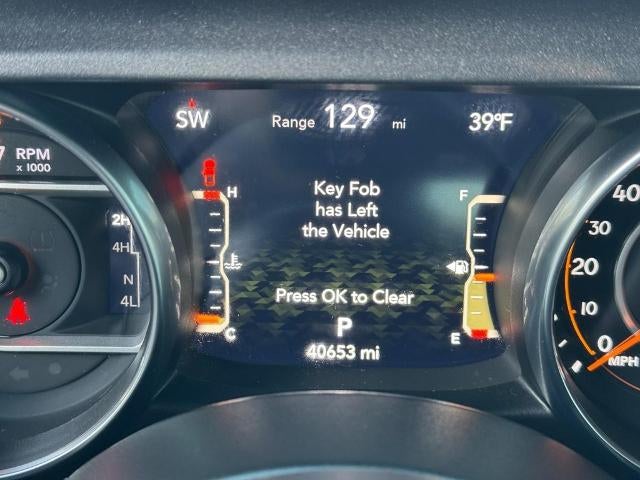 SW
Range 129 mi
39°F
7 RPM
x 1000
2H
4H
N
4L
H
C
Key Fob
has Left
the Vehicle
Press OK to Clear
P
40653 mi
F
E
40
30
20
10
0
MPH